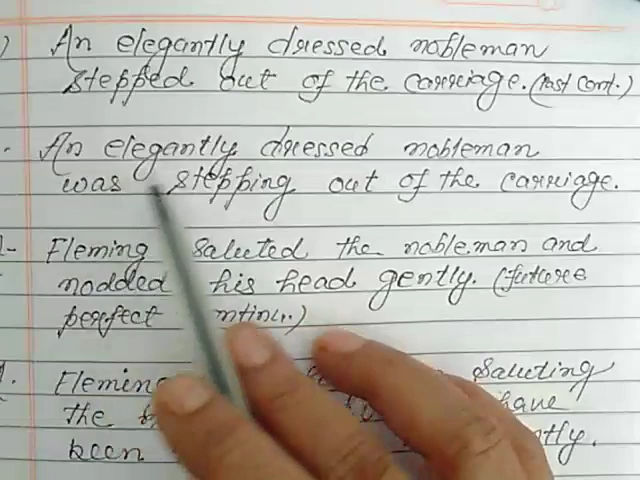 ) An elegantly dressed nobleman
stepped out of the carriage. (Past Cont.)
. An elegantly dressed nobleman
was stepping out of the carriage.
Fleming saluted the nobleman and
nodded his head gently. (future
perfect
Fleming saluting
the have
been